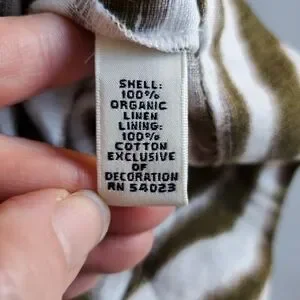 SHELL:
100%
ORGANIC
LINEN
LINING:
100%
COTTON
EXCLUSIVE
OF
DECORATION
RN 54023